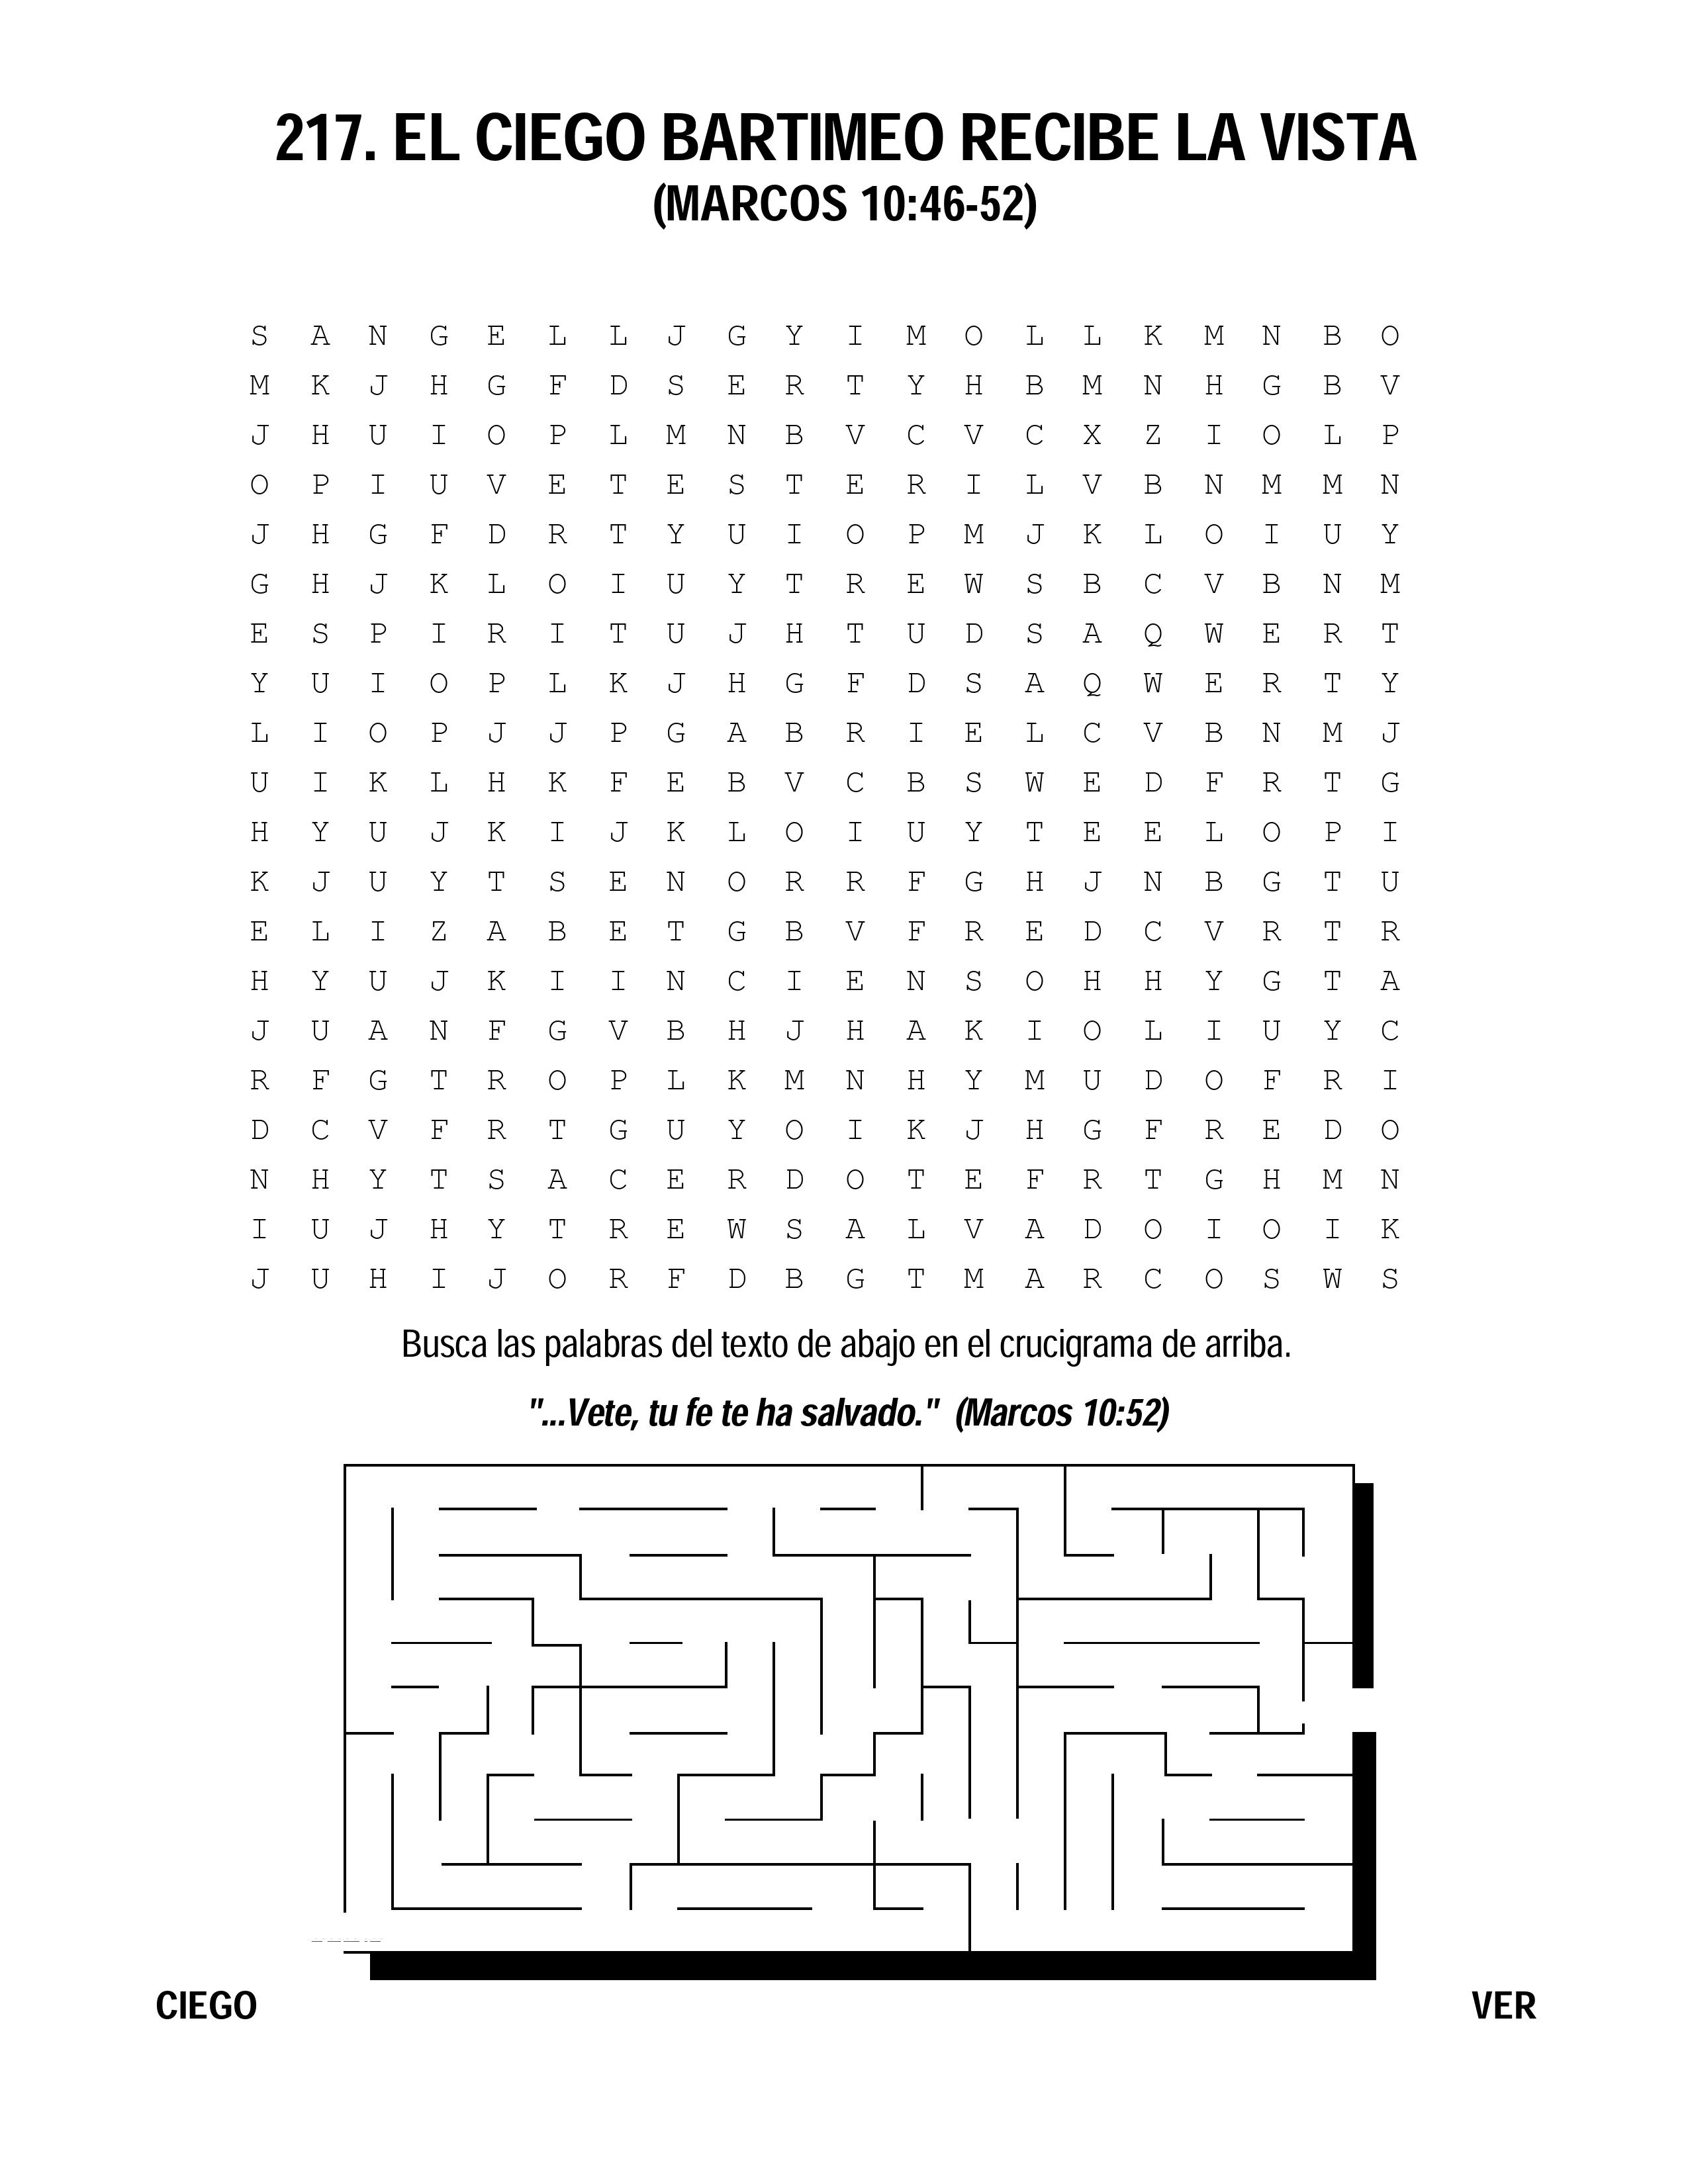 217. EL CIEGO BARTIMEO RECIBE LA VISTA
(MARCOS 10:46-52)
S A N G E L L J G Y I M O L L K M N B O
M K J H G F D S E R T Y H B M N H G B V
J H U I O P L M N B V C V C X Z I O L P
O P I U V E T E S T E R I L V B N M M N
J H G F D R T Y U I O P M J K L O I U Y
G H J K L O I U Y T R E W S B C V B N M
E S P I R I T U J H T U D S A Q W E R T
Y U I O P L K J H G F D S A Q W E R T Y
L I O P J J P G A B R I E L C V B N M J
U I K L H K F E B V C B S W E D F R T G
H Y U J K I J K L O I U Y T E E L O P I
K J U Y T S E N O R R F G H J N B G T U
E L I Z A B E T G B V F R E D C V R T R
H Y U J K I I N C I E N S O H H Y G T A
J U A N F G V B H J H A K I O L I U Y C
R F G T R O P L K M N H Y M U D O F R I
D C V F R T G U Y O I K J H G F R E D O
N H Y T S A C E R D O T E F R T G H M N
I U J H Y T R E W S A L V A D O I O I K
J U H I J O R F D B G T M A R C O S W S
Busca las palabras del texto de abajo en el crucigrama de arriba.
"...Vete, tu fe te ha salvado." (Marcos 10:52)
CIEGO
VER